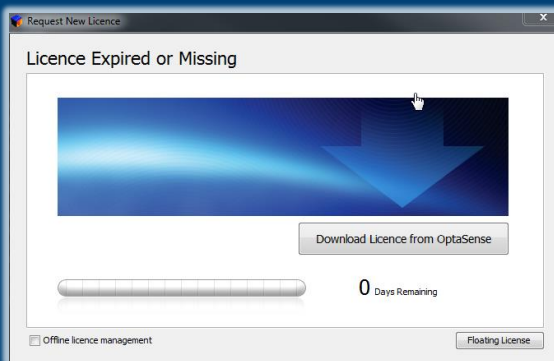 Request New Licence
x
Licence Expired or Missing
Download Licence from OptaSense
0 Days Remaining
Offline licence management
Floating License